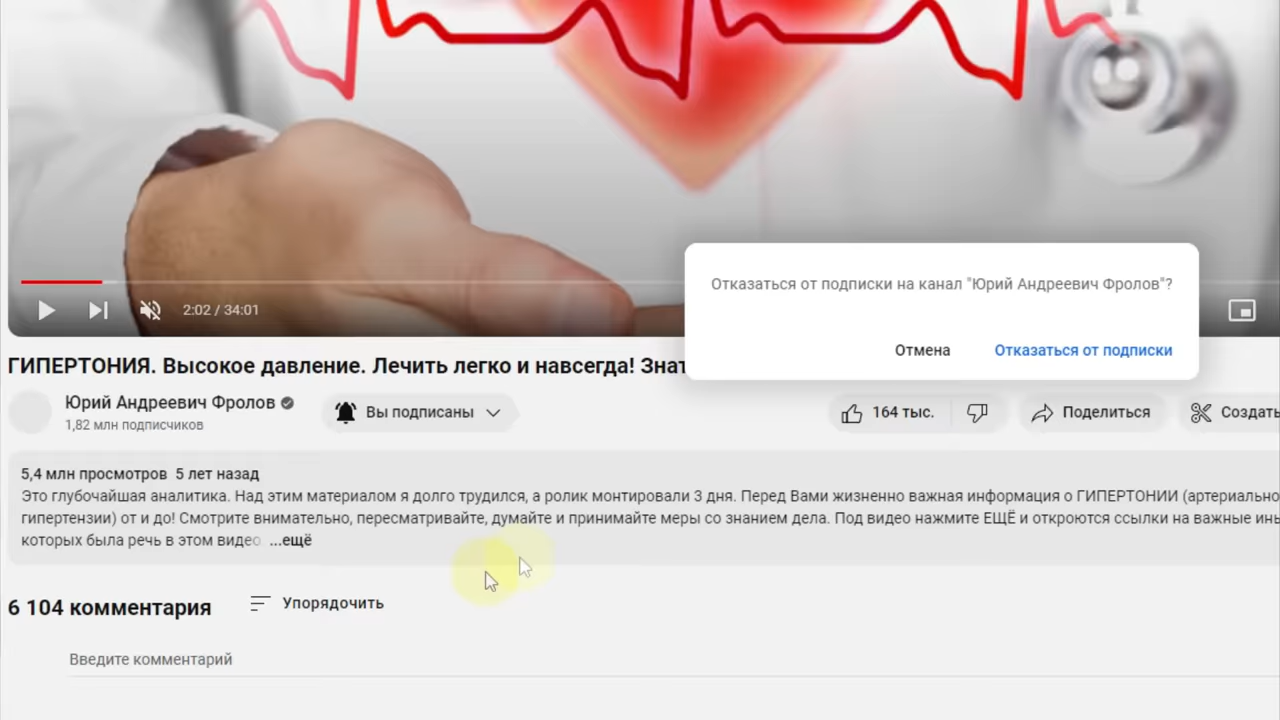 Отказаться от подписки на канал "Юрий Андреевич Фролов"?
Отмена
Отказаться от подписки
2:02 / 34:01
ГИПЕРТОНИЯ. Высокое давление. Лечить легко и навсегда!
Юрий Андреевич Фролов
1,82 млн подписчиков
Вы подписаны
164 тыс.
Поделиться
5,4 млн просмотров 5 лет назад
Это глубочайшая аналитика. Над этим материалом я долго трудился, а ролик монтировали 3 дня. Перед Вами жизненно важная информация о ГИПЕРТОНИИ
гипертензии) от и до! Смотрите внимательно, пересматривайте, думайте и принимайте меры со знанием дела. Под видео нажмите ЕЩЁ и откроются ссылки на важные
которых была речь в этом видео ...ещё
6 104 комментария
Упорядочить
Введите комментарий